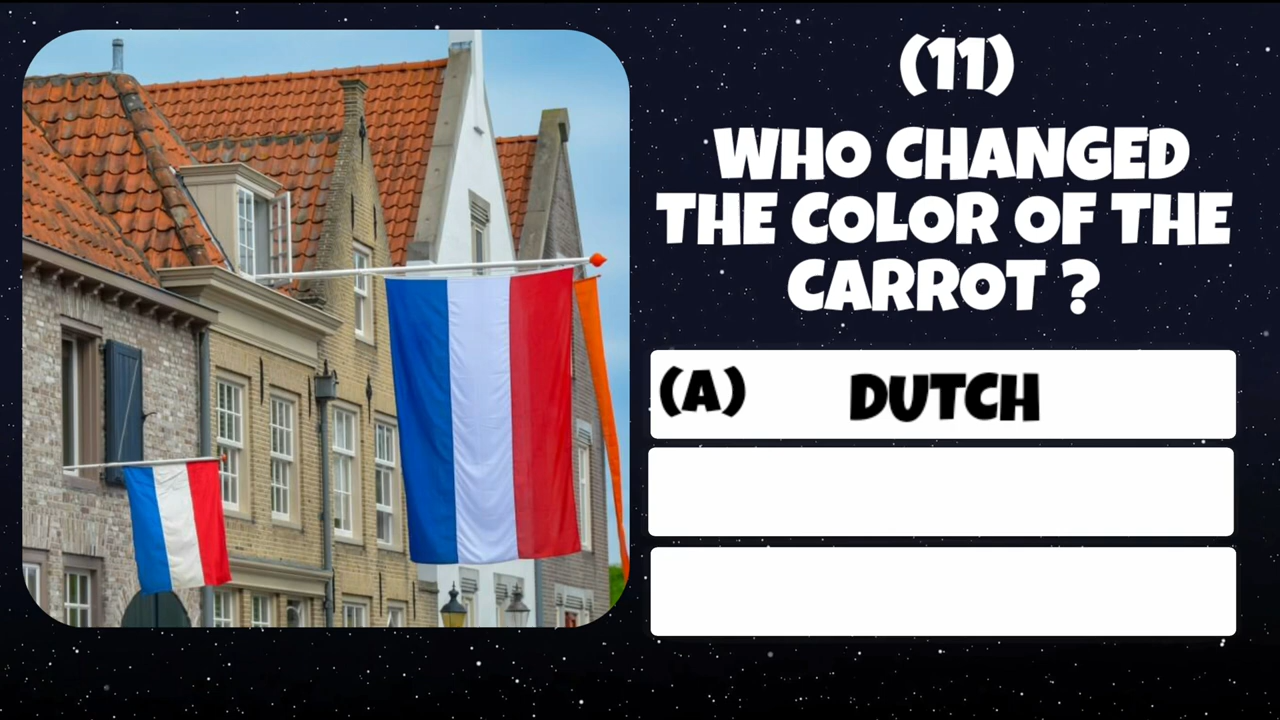 (11)
WHO CHANGED
THE COLOR OF THE
CARROT ?
(A) DUTCH